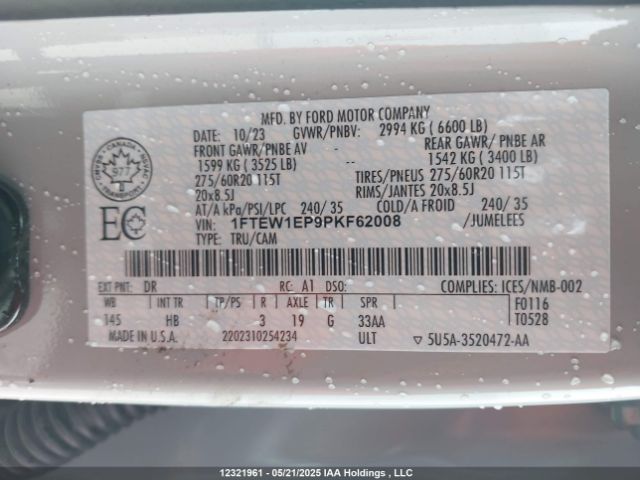 MFD. BY FORD MOTOR COMPANY
DATE: 10/23 GVWR/PNBV: 2994 KG ( 6600 LB)
FRONT GAWR/PNBE AV -- REAR GAWR/ PNBE AR
1599 KG ( 3525 LB) 1542 KG ( 3400 LB)
275/60R20 115T TIRES/PNEUS 275/60R20 115T
20x8.5J RIMS/JANTES 20x8.5J
AT/A kPa/PSI/LPC 240/ 35 COLD/A FROID 240/ 35
VIN: 1FTEW1EP9PKF62008 /JUMELEES
TYPE: TRU/CAM
CANADA
977
EC
EXT PNT: DR RC: A1 DSO: COMPLIES: ICES/NMB-002
WB INT TR TP/PS R AXLE TR SPR F0116
145 HB 3 19 G 33AA T0528
MADE IN U.S.A. 2202310254234 ULT ▽ 5U5A-3520472-AA
12321961 - 05/21/2025 IAA Holdings , LLC